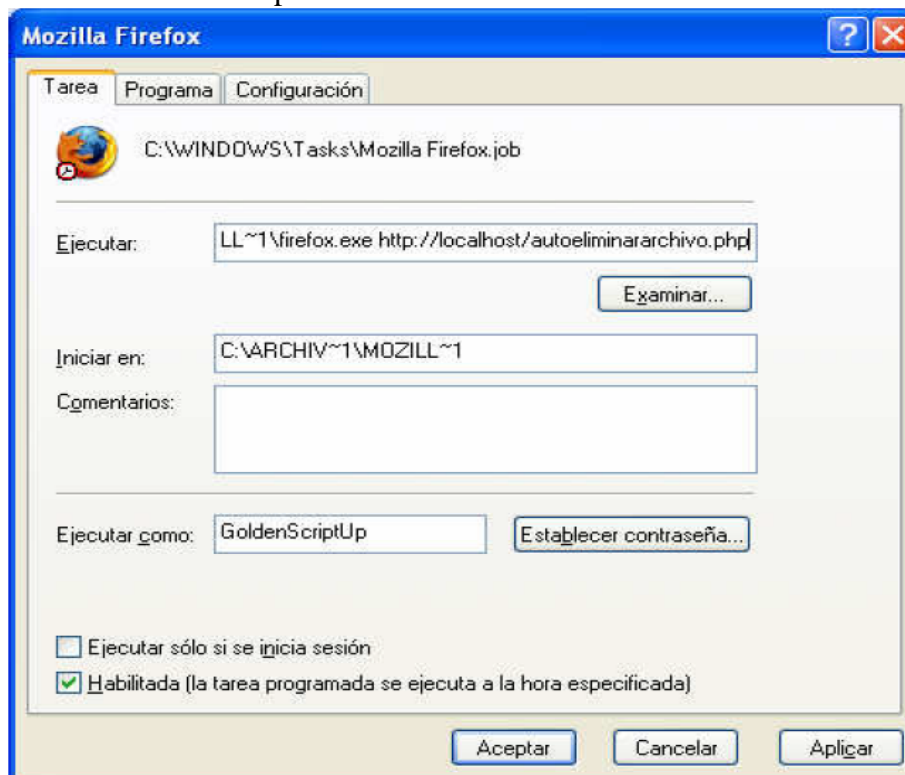 Mozilla Firefox
Tarea Programa Configuración
C:\WINDOWS\Tasks\Mozilla Firefox.job
Ejecutar: LL~1\firefox.exe http://localhost/autoeliminararchivo.php
Examinar...
Iniciar en: C:\ARCHIV~1\MOZILL~1
Comentarios:
Ejecutar como: GoldenScriptUp Establecer contraseña...
Ejecutar sólo si se inicia sesión
Habilitada (la tarea programada se ejecuta a la hora especificada)
Aceptar Cancelar Aplicar